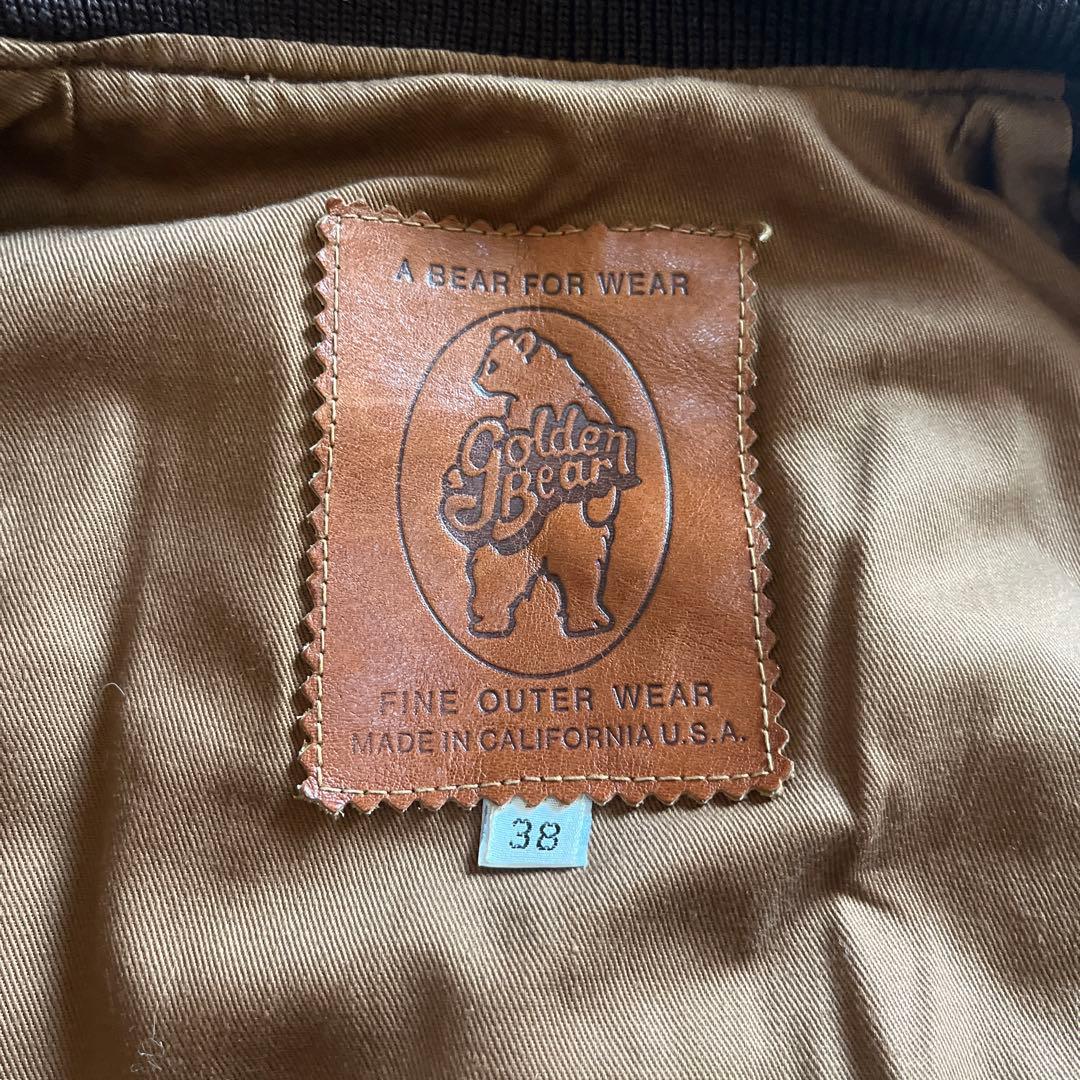 A BEAR FOR WEAR
Golden
Bear
FINE OUTER WEAR
MADE IN CALIFORNIA U.S.A.
38